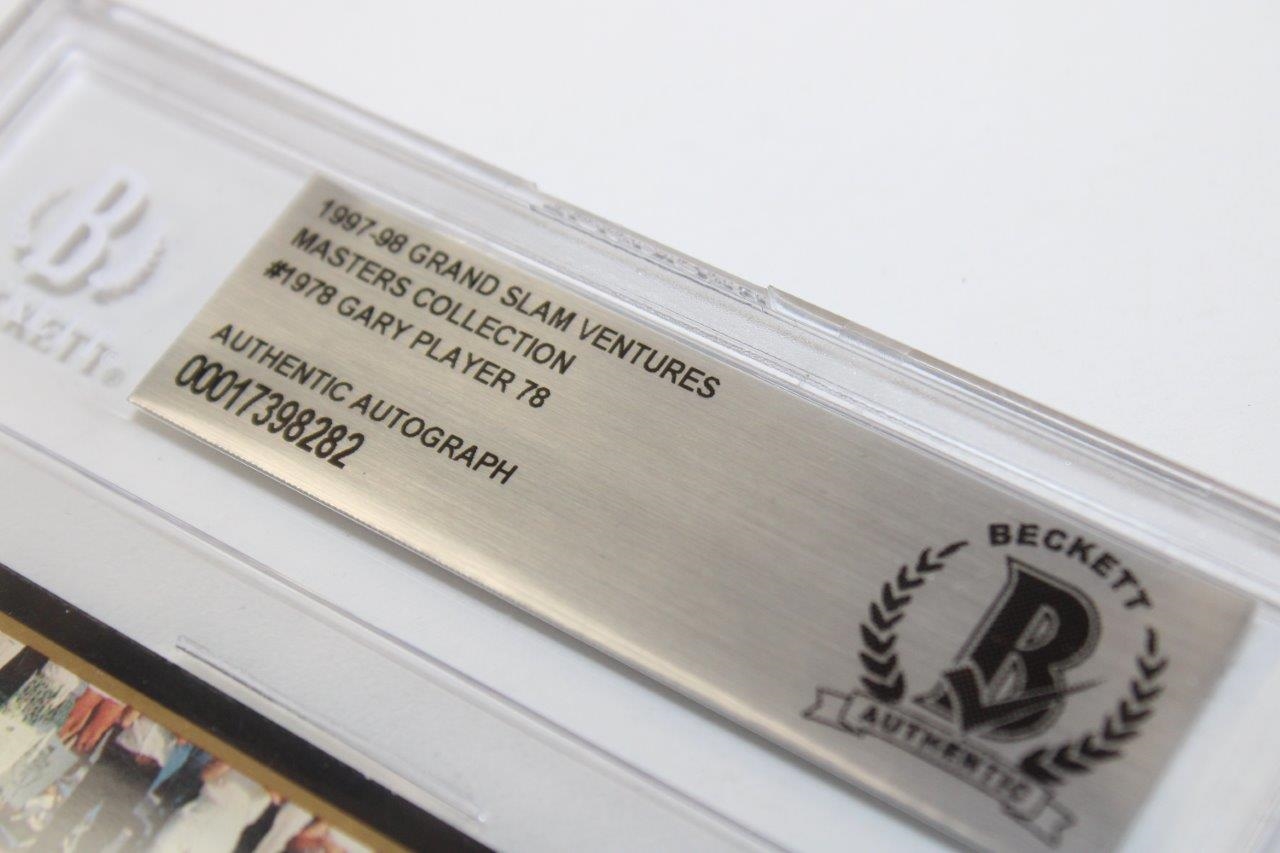 1997-98 GRAND SLAM VENTURES
MASTERS COLLECTION
#1978 GARY PLAYER 78
AUTHENTIC AUTOGRAPH
00017398282
BECKETT
B
AUTHENTIC
B